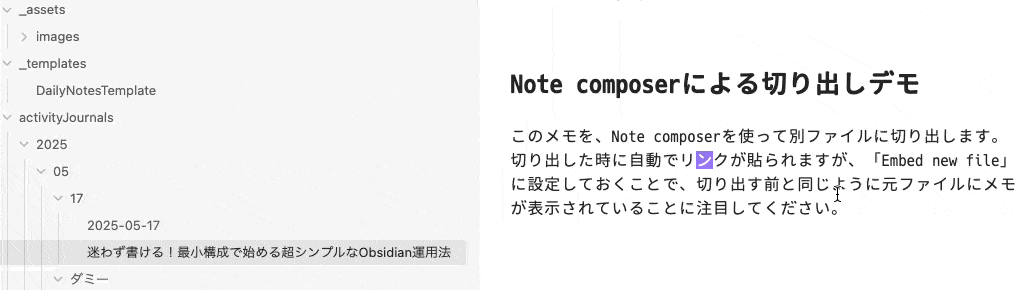 _assets
images
_templates
DailyNotesTemplate
activityJournals
2025
05
17
2025-05-17
迷わず書ける！最小構成で始める超シンプルなObsidian運用法
ダミー
Note composerによる切り出しデモ
このメモを、Note composerを使って別ファイルに切り出します。
切り出した時に自動でリンクが貼られますが、「Embed new file」
に設定しておくことで、切り出す前と同じように元ファイルにメモ
が表示されていることに注目してください。